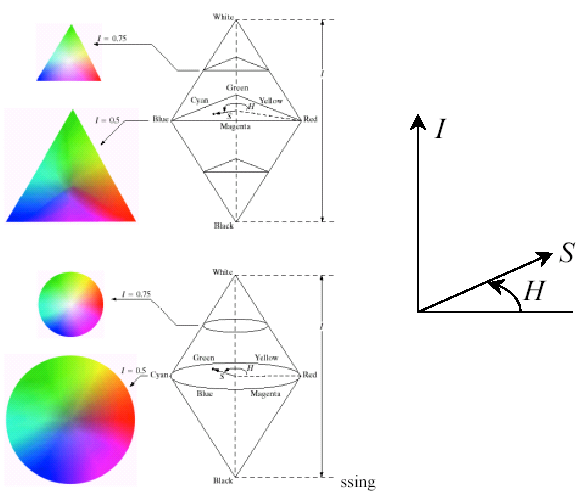 White
I = 0.75
I
Green
Cyan
Yellow
I = 0.5
H
S
Blue
Magenta
Red
Black
I
S
H
White
I = 0.75
I
Green
Yellow
I = 0.5
Cyan
S
H
Red
Blue
Magenta
Black
ssing